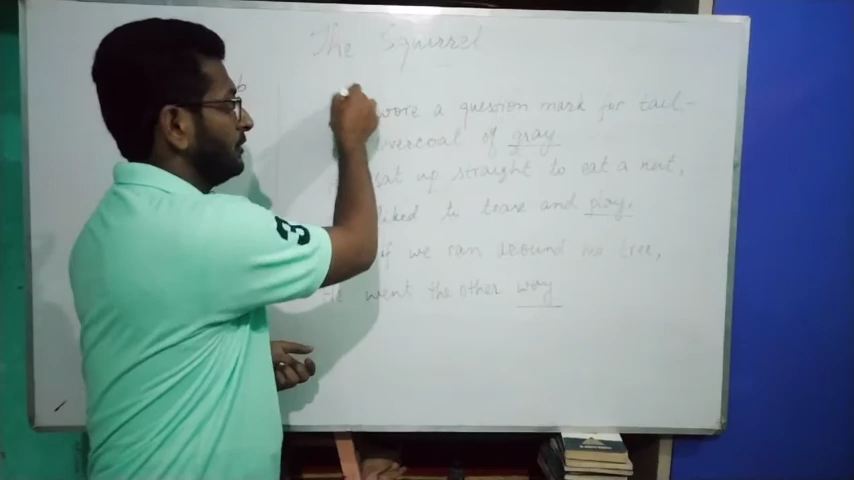 The Squirrel
wore a question mark for tail-
overcoat of gray
sat up straight to eat a nut,
liked to tease and play.
if we ran around his tree,
He went the other way
3